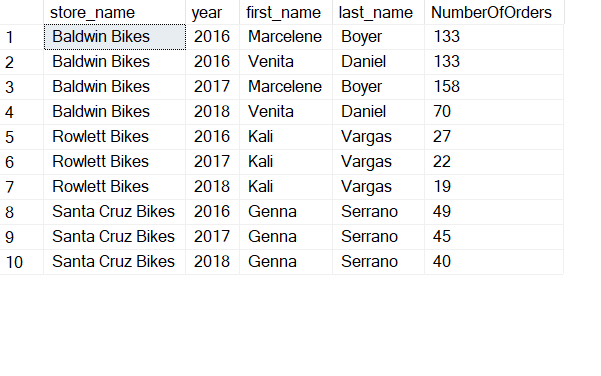 store_name year first_name last_name NumberOfOrders
1 Baldwin Bikes 2016 Marcelene Boyer 133
2 Baldwin Bikes 2016 Venita Daniel 133
3 Baldwin Bikes 2017 Marcelene Boyer 158
4 Baldwin Bikes 2018 Venita Daniel 70
5 Rowlett Bikes 2016 Kali Vargas 27
6 Rowlett Bikes 2017 Kali Vargas 22
7 Rowlett Bikes 2018 Kali Vargas 19
8 Santa Cruz Bikes 2016 Genna Serrano 49
9 Santa Cruz Bikes 2017 Genna Serrano 45
10 Santa Cruz Bikes 2018 Genna Serrano 40